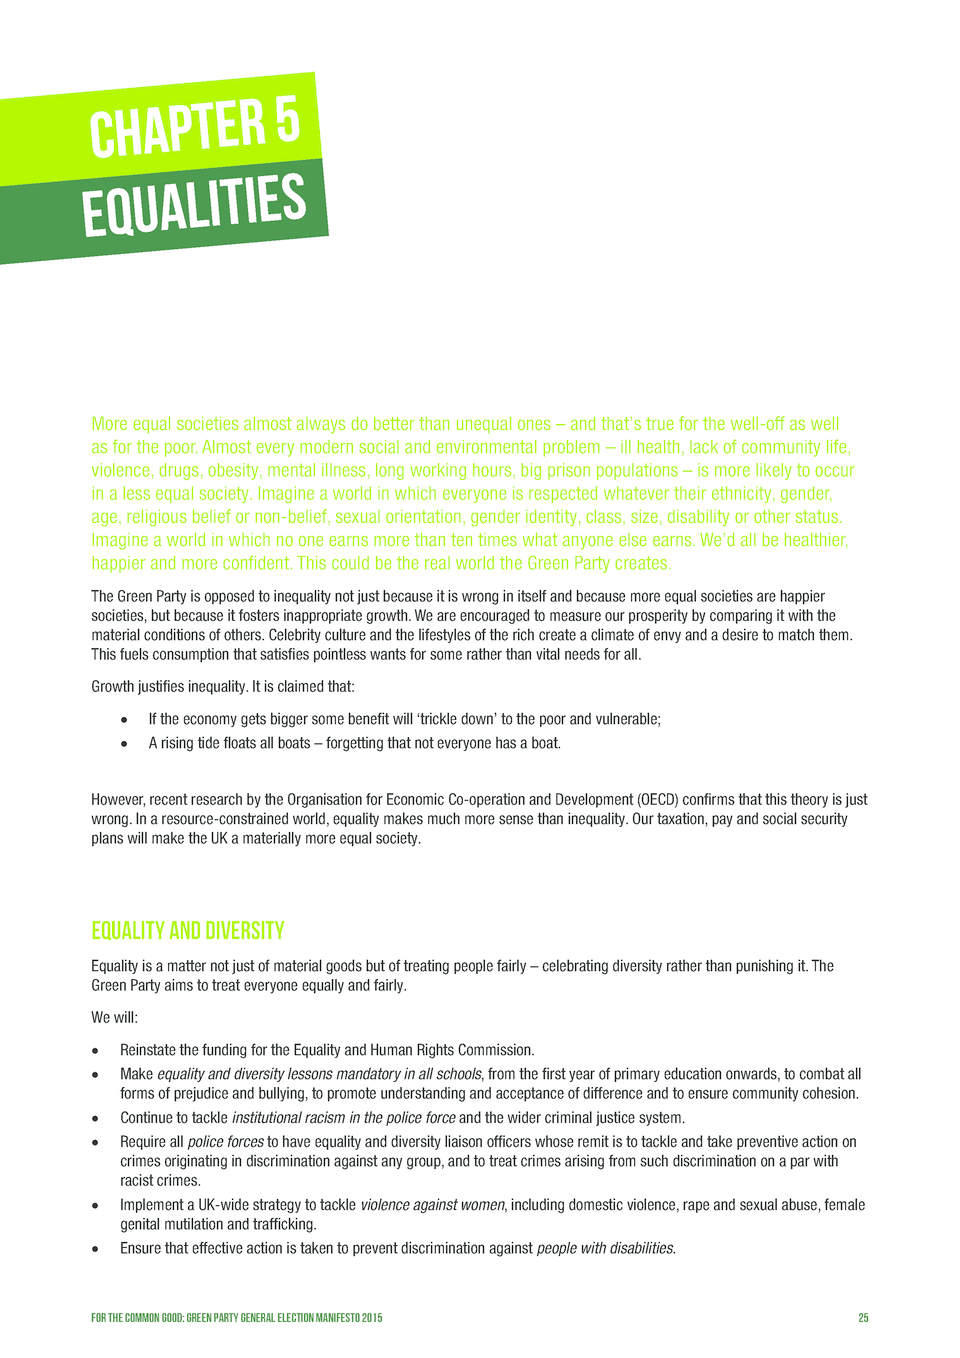 CHAPTER 5
EQUALITIES
More equal societies almost always do better than unequal ones – and that’s true for the well-off as well
as for the poor. Almost every modern social and environmental problem – ill health, lack of community life,
violence, drugs, obesity, mental illness, long working hours, big prison populations – is more likely to occur
in a less equal society. Imagine a world in which everyone is respected whatever their ethnicity, gender,
age, religious belief or non-belief, sexual orientation, gender identity, class, size, disability or other status.
Imagine a world in which no one earns more than ten times what anyone else earns. We’d all be healthier,
happier and more confident. This could be the real world the Green Party creates.
The Green Party is opposed to inequality not just because it is wrong in itself and because more equal societies are happier
societies, but because it fosters inappropriate growth. We are encouraged to measure our prosperity by comparing it with the
material conditions of others. Celebrity culture and the lifestyles of the rich create a climate of envy and a desire to match them.
This fuels consumption that satisfies pointless wants for some rather than vital needs for all.
Growth justifies inequality. It is claimed that:
• If the economy gets bigger some benefit will ‘trickle down’ to the poor and vulnerable;
• A rising tide floats all boats – forgetting that not everyone has a boat.
However, recent research by the Organisation for Economic Co-operation and Development (OECD) confirms that this theory is just
wrong. In a resource-constrained world, equality makes much more sense than inequality. Our taxation, pay and social security
plans will make the UK a materially more equal society.
EQUALITY AND DIVERSITY
Equality is a matter not just of material goods but of treating people fairly – celebrating diversity rather than punishing it. The
Green Party aims to treat everyone equally and fairly.
We will:
• Reinstate the funding for the Equality and Human Rights Commission.
• Make equality and diversity lessons mandatory in all schools, from the first year of primary education onwards, to combat all
forms of prejudice and bullying, to promote understanding and acceptance of difference and to ensure community cohesion.
• Continue to tackle institutional racism in the police force and the wider criminal justice system.
• Require all police forces to have equality and diversity liaison officers whose remit is to tackle and take preventive action on
crimes originating in discrimination against any group, and to treat crimes arising from such discrimination on a par with
racist crimes.
• Implement a UK-wide strategy to tackle violence against women, including domestic violence, rape and sexual abuse, female
genital mutilation and trafficking.
• Ensure that effective action is taken to prevent discrimination against people with disabilities.
FOR THE COMMON GOOD: GREEN PARTY GENERAL ELECTION MANIFESTO 2015 25